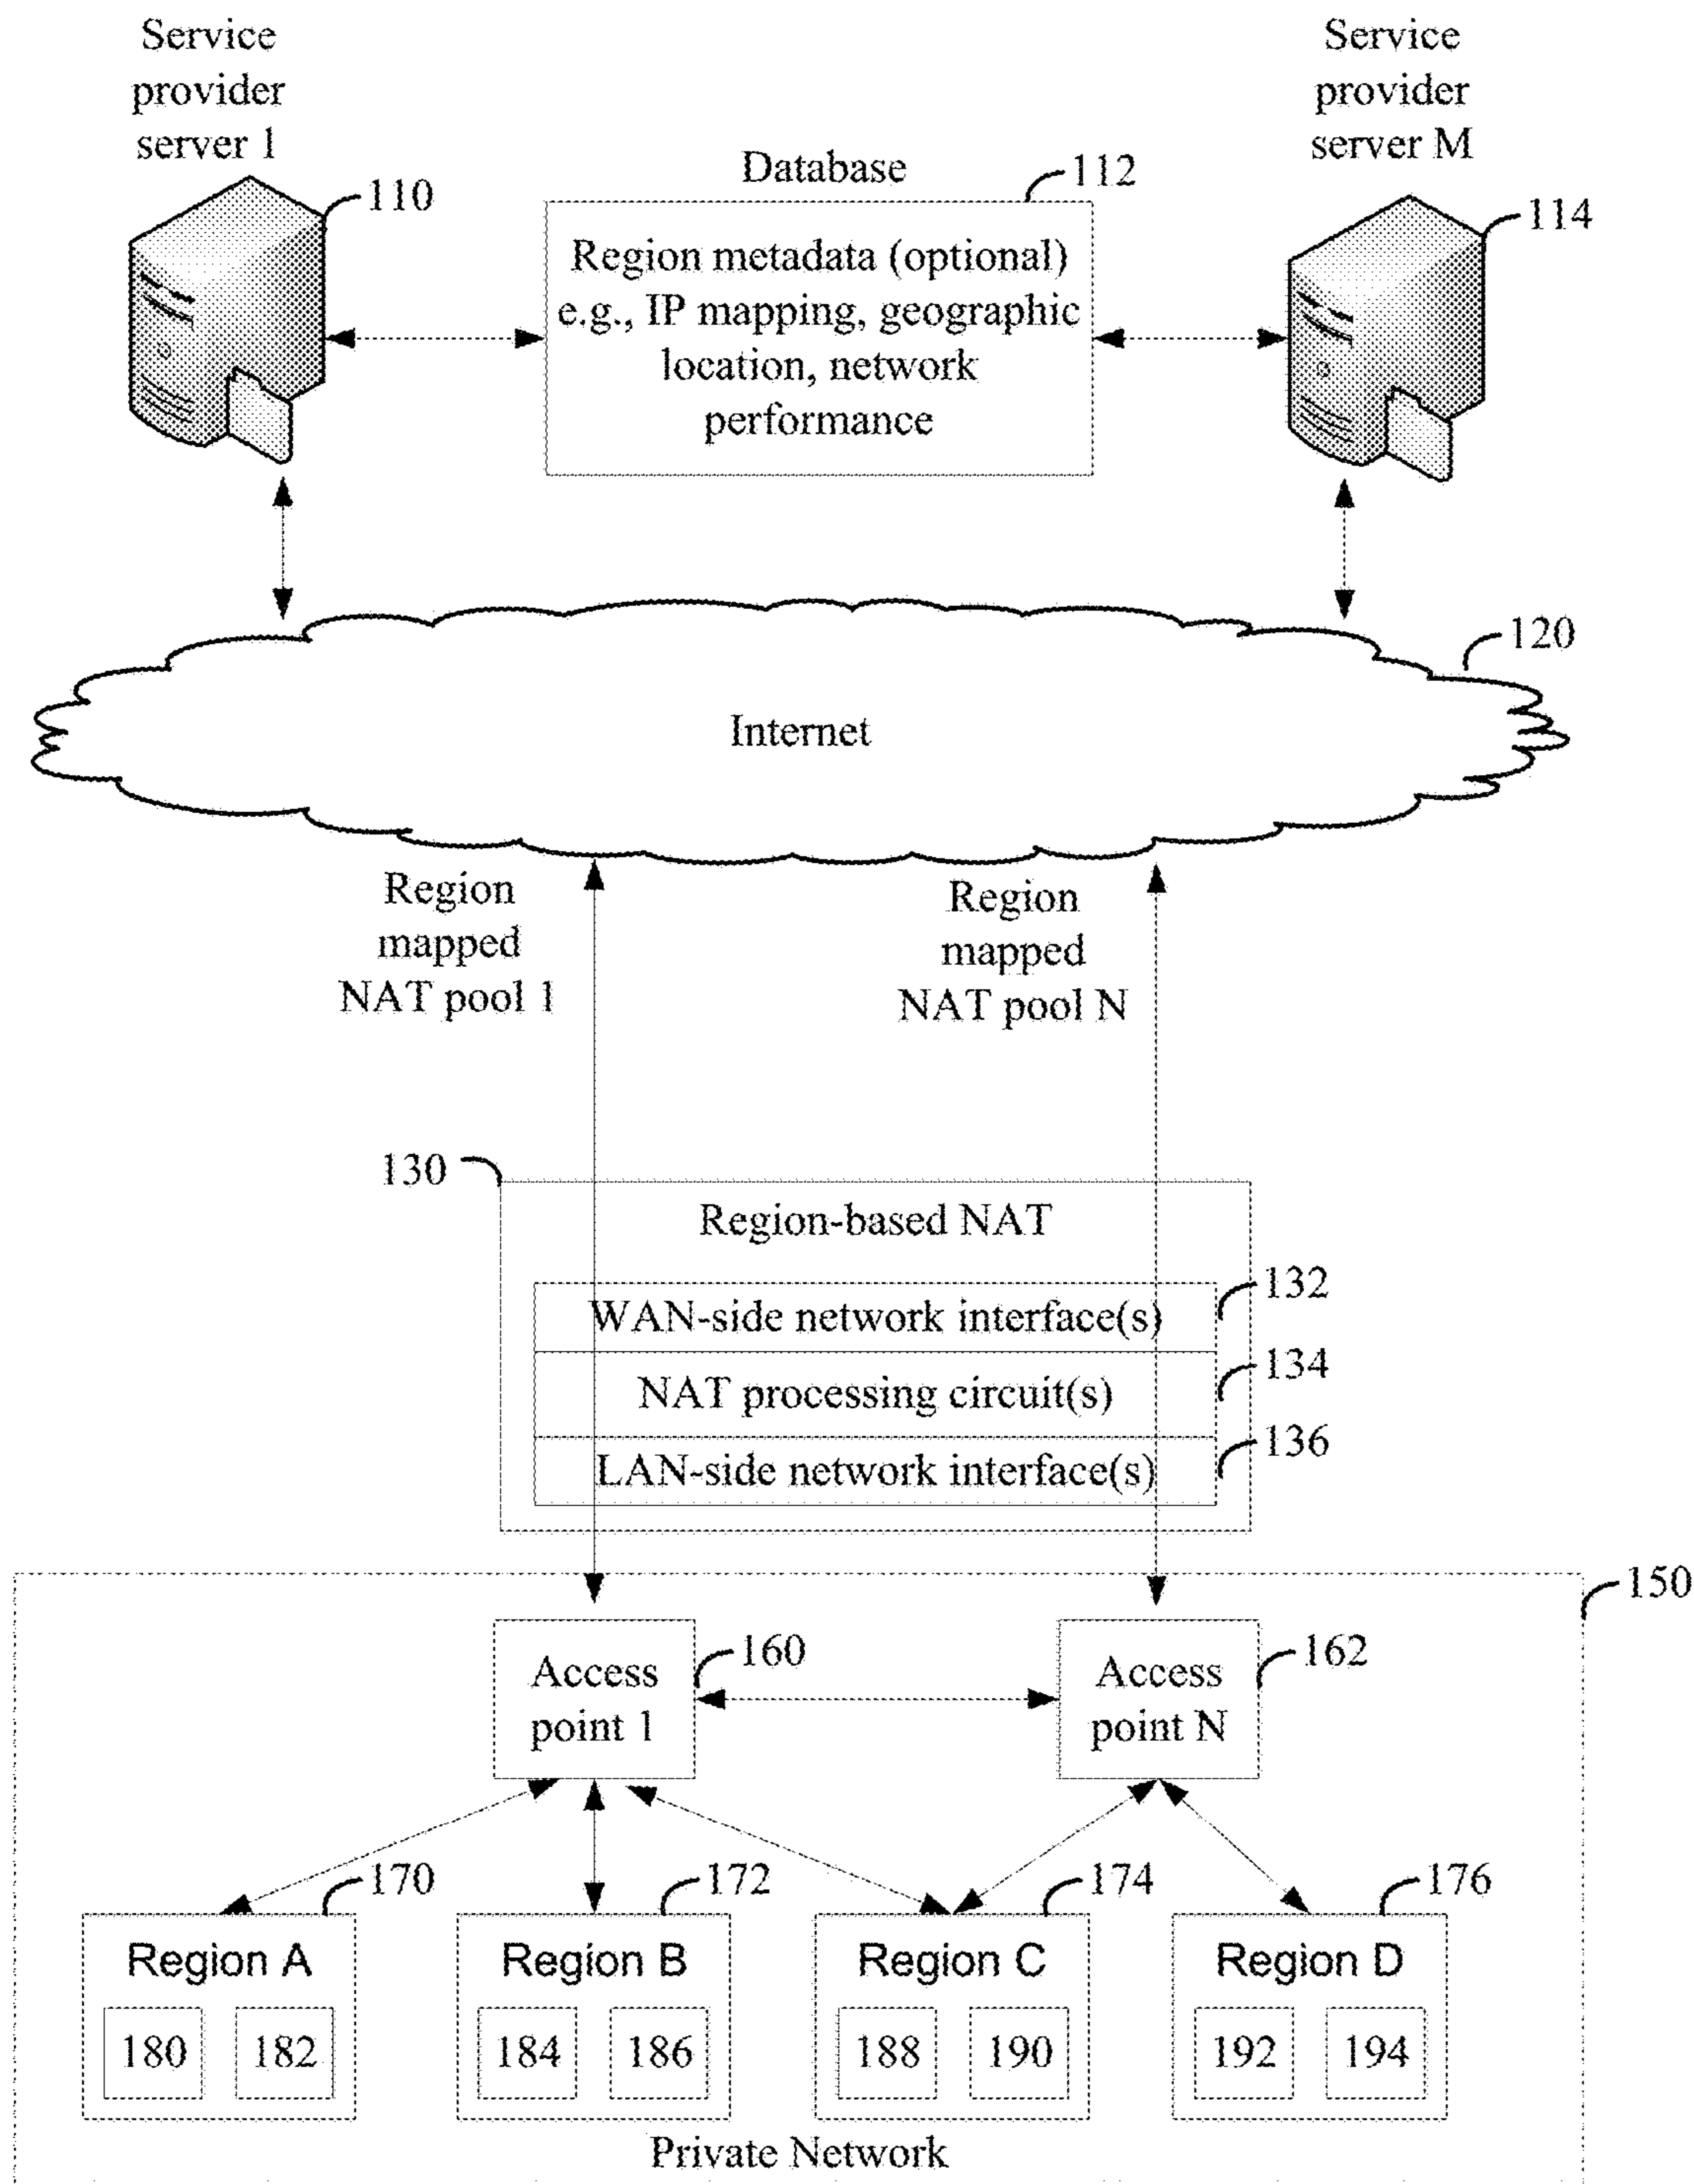 Service
provider
server 1
Service
provider
server M
Database
112
110
114
Region metadata (optional)
e.g., IP mapping, geographic
location, network
performance
120
Internet
Region
mapped
NAT pool 1
Region
mapped
NAT pool N
130
Region-based NAT
132
WAN-side network interface(s)
134
NAT processing circuit(s)
136
LAN-side network interface(s)
150
Access
point 1
160
Access
point N
162
170
172
174
176
Region A
Region B
Region C
Region D
180
182
184
186
188
190
192
194
Private Network